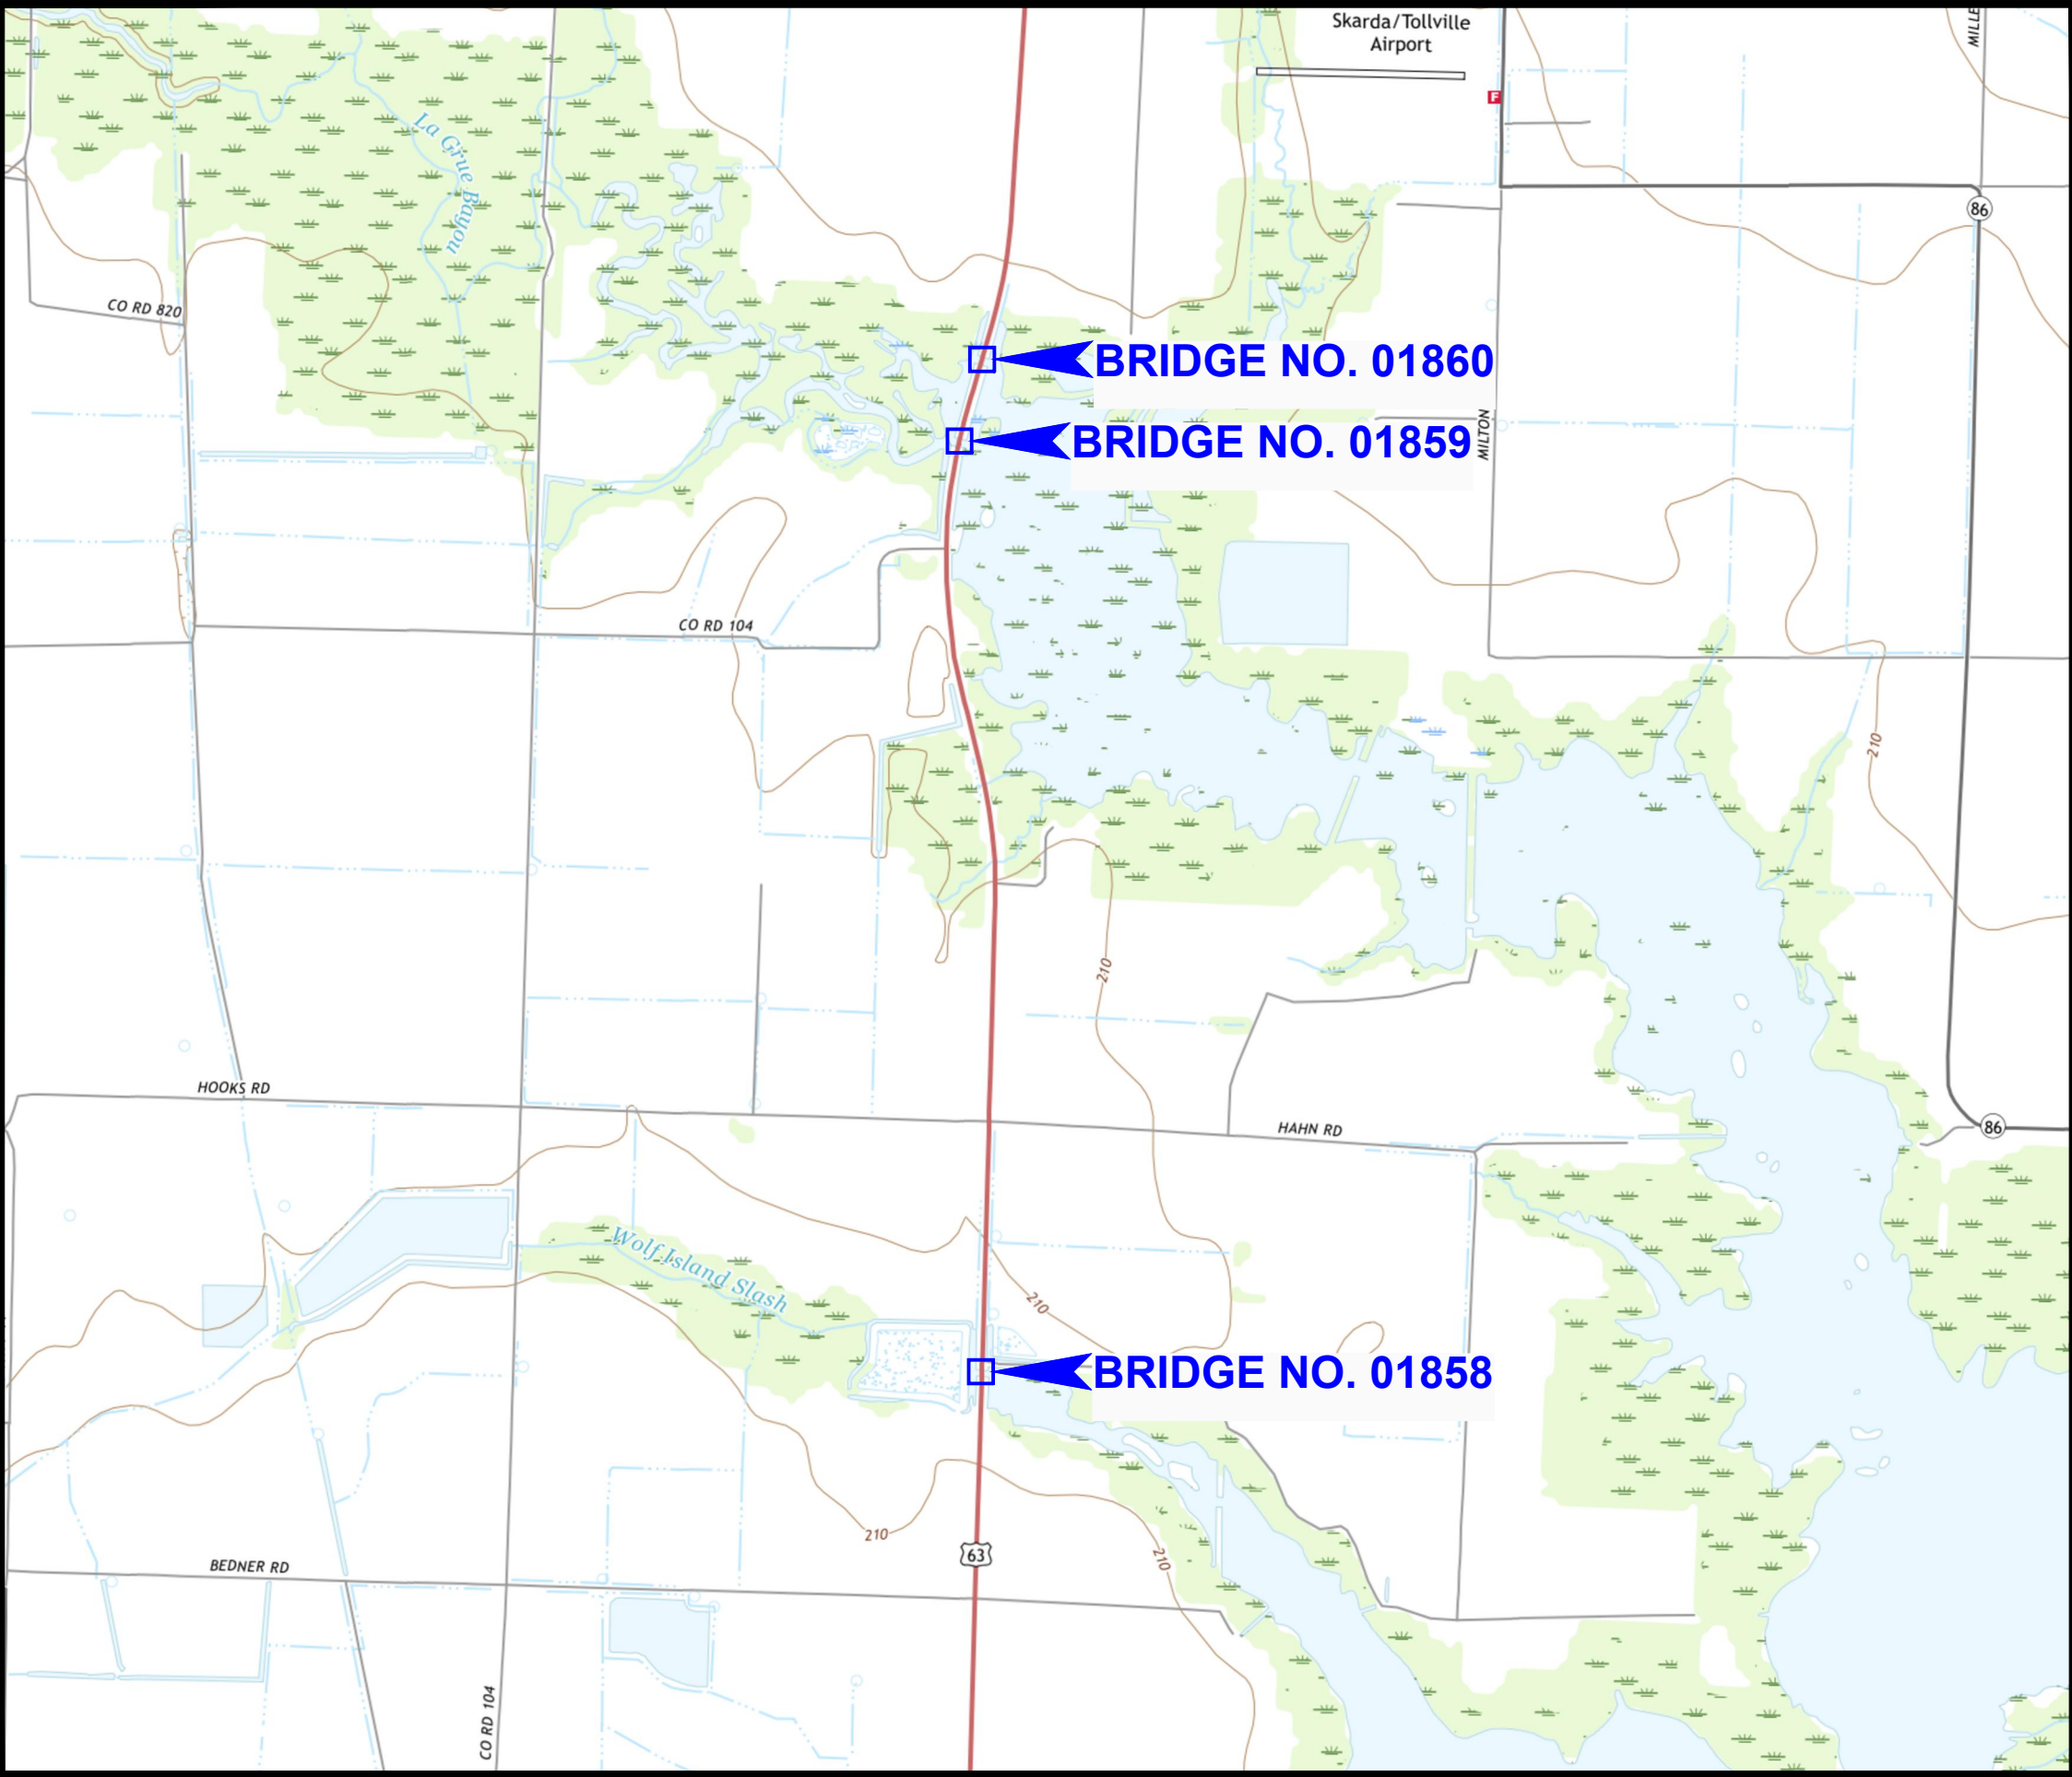 Skarda/Tollville
Airport
MILLE
F
La Grue Bayou
86
CO RD 820
BRIDGE NO. 01860
MILTON
BRIDGE NO. 01859
CO RD 104
210
210
HOOKS RD
HAHN RD
86
Wolf Island Slash
210
BRIDGE NO. 01858
210
210
63
BEDNER RD
CO RD 104